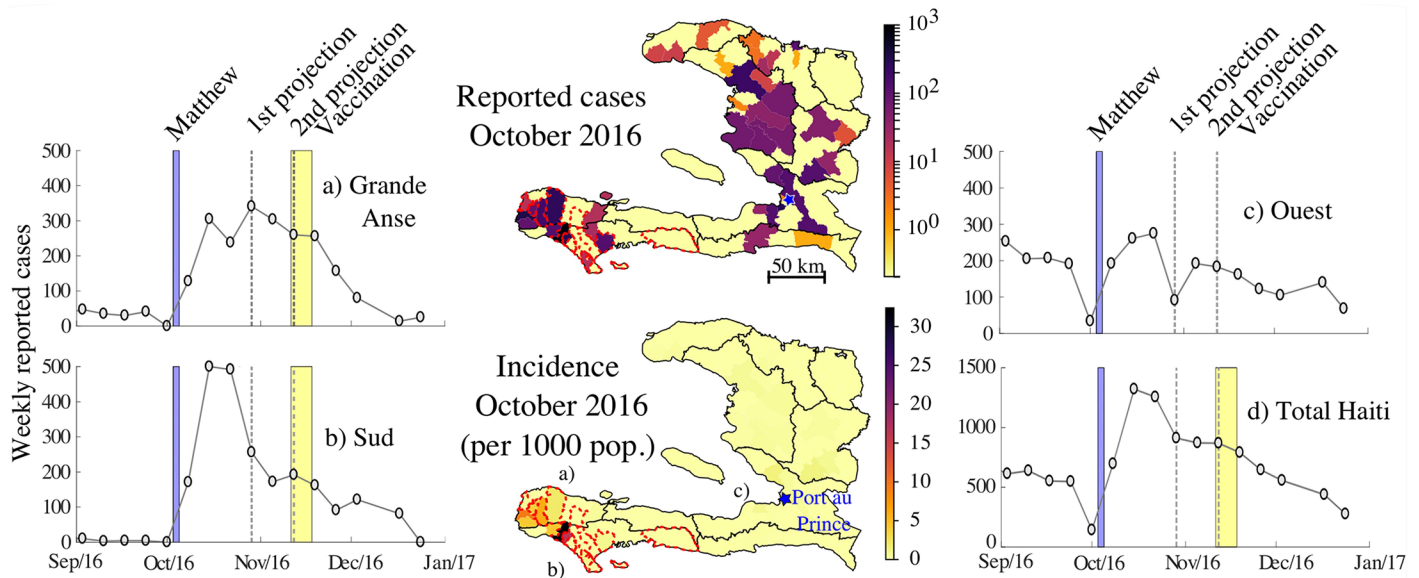 Matthew
1st projection
2nd projection
Vaccination
500
400
300
200
100
0
a) Grande
Anse
500
400
300
200
100
0
b) Sud
Sep/16
Oct/16
Nov/16
Dec/16
Jan/17
Weekly reported cases
Reported cases
October 2016
50 km
10³
10²
10¹
10⁰
Incidence
October 2016
(per 1000 pop.)
a)
b)
c)
Port au
Prince
30
25
20
15
10
5
0
Matthew
1st projection
2nd projection
Vaccination
500
400
300
200
100
0
c) Ouest
1500
1000
500
0
d) Total Haiti
Sep/16
Oct/16
Nov/16
Dec/16
Jan/17